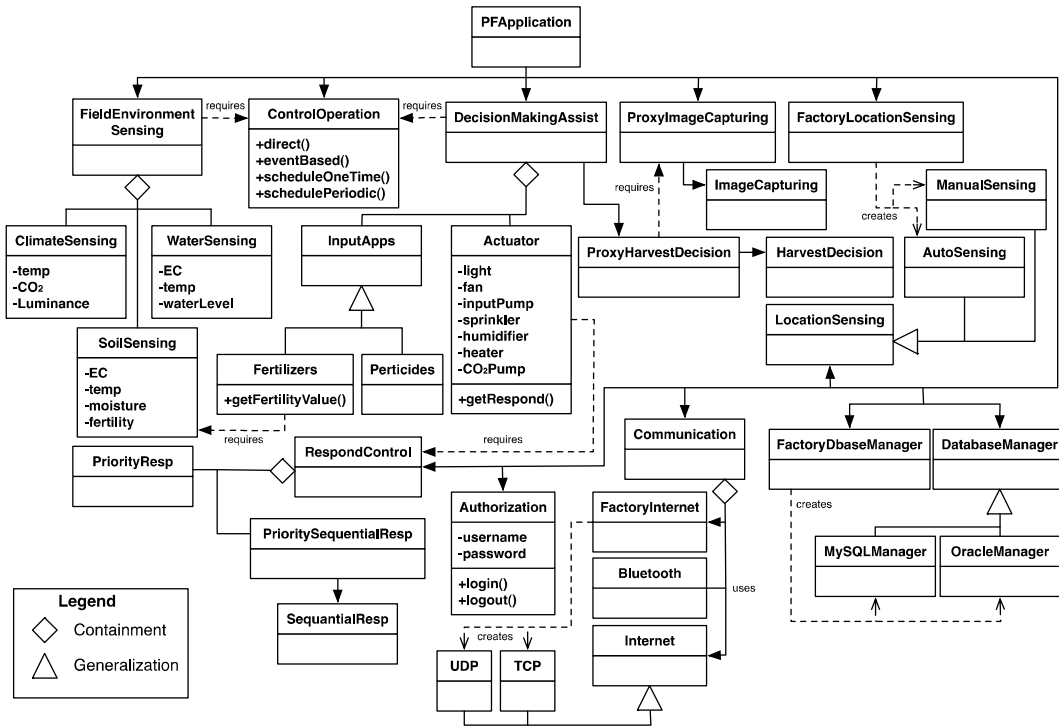 PFApplication
FieldEnvironment
Sensing
requires
ControlOperation
+direct()
+eventBased()
+scheduleOneTime()
+schedulePeriodic()
requires
DecisionMakingAssist
ProxyImageCapturing
FactoryLocationSensing
requires
ImageCapturing
creates
ManualSensing
ClimateSensing
-temp
-CO₂
-Luminance
WaterSensing
-EC
-temp
-waterLevel
InputApps
Actuator
-light
-fan
-inputPump
-sprinkler
-humidifier
-heater
-CO₂Pump
+getRespond()
ProxyHarvestDecision
HarvestDecision
AutoSensing
LocationSensing
SoilSensing
-EC
-temp
-moisture
-fertility
Fertilizers
+getFertilityValue()
Perticides
requires
requires
PriorityResp
RespondControl
Communication
FactoryDbaseManager
DatabaseManager
creates
Authorization
-username
-password
+login()
+logout()
FactoryInternet
PrioritySequentialResp
Bluetooth
uses
MySQLManager
OracleManager
SequantialResp
creates
Internet
UDP
TCP
Legend
Containment
Generalization